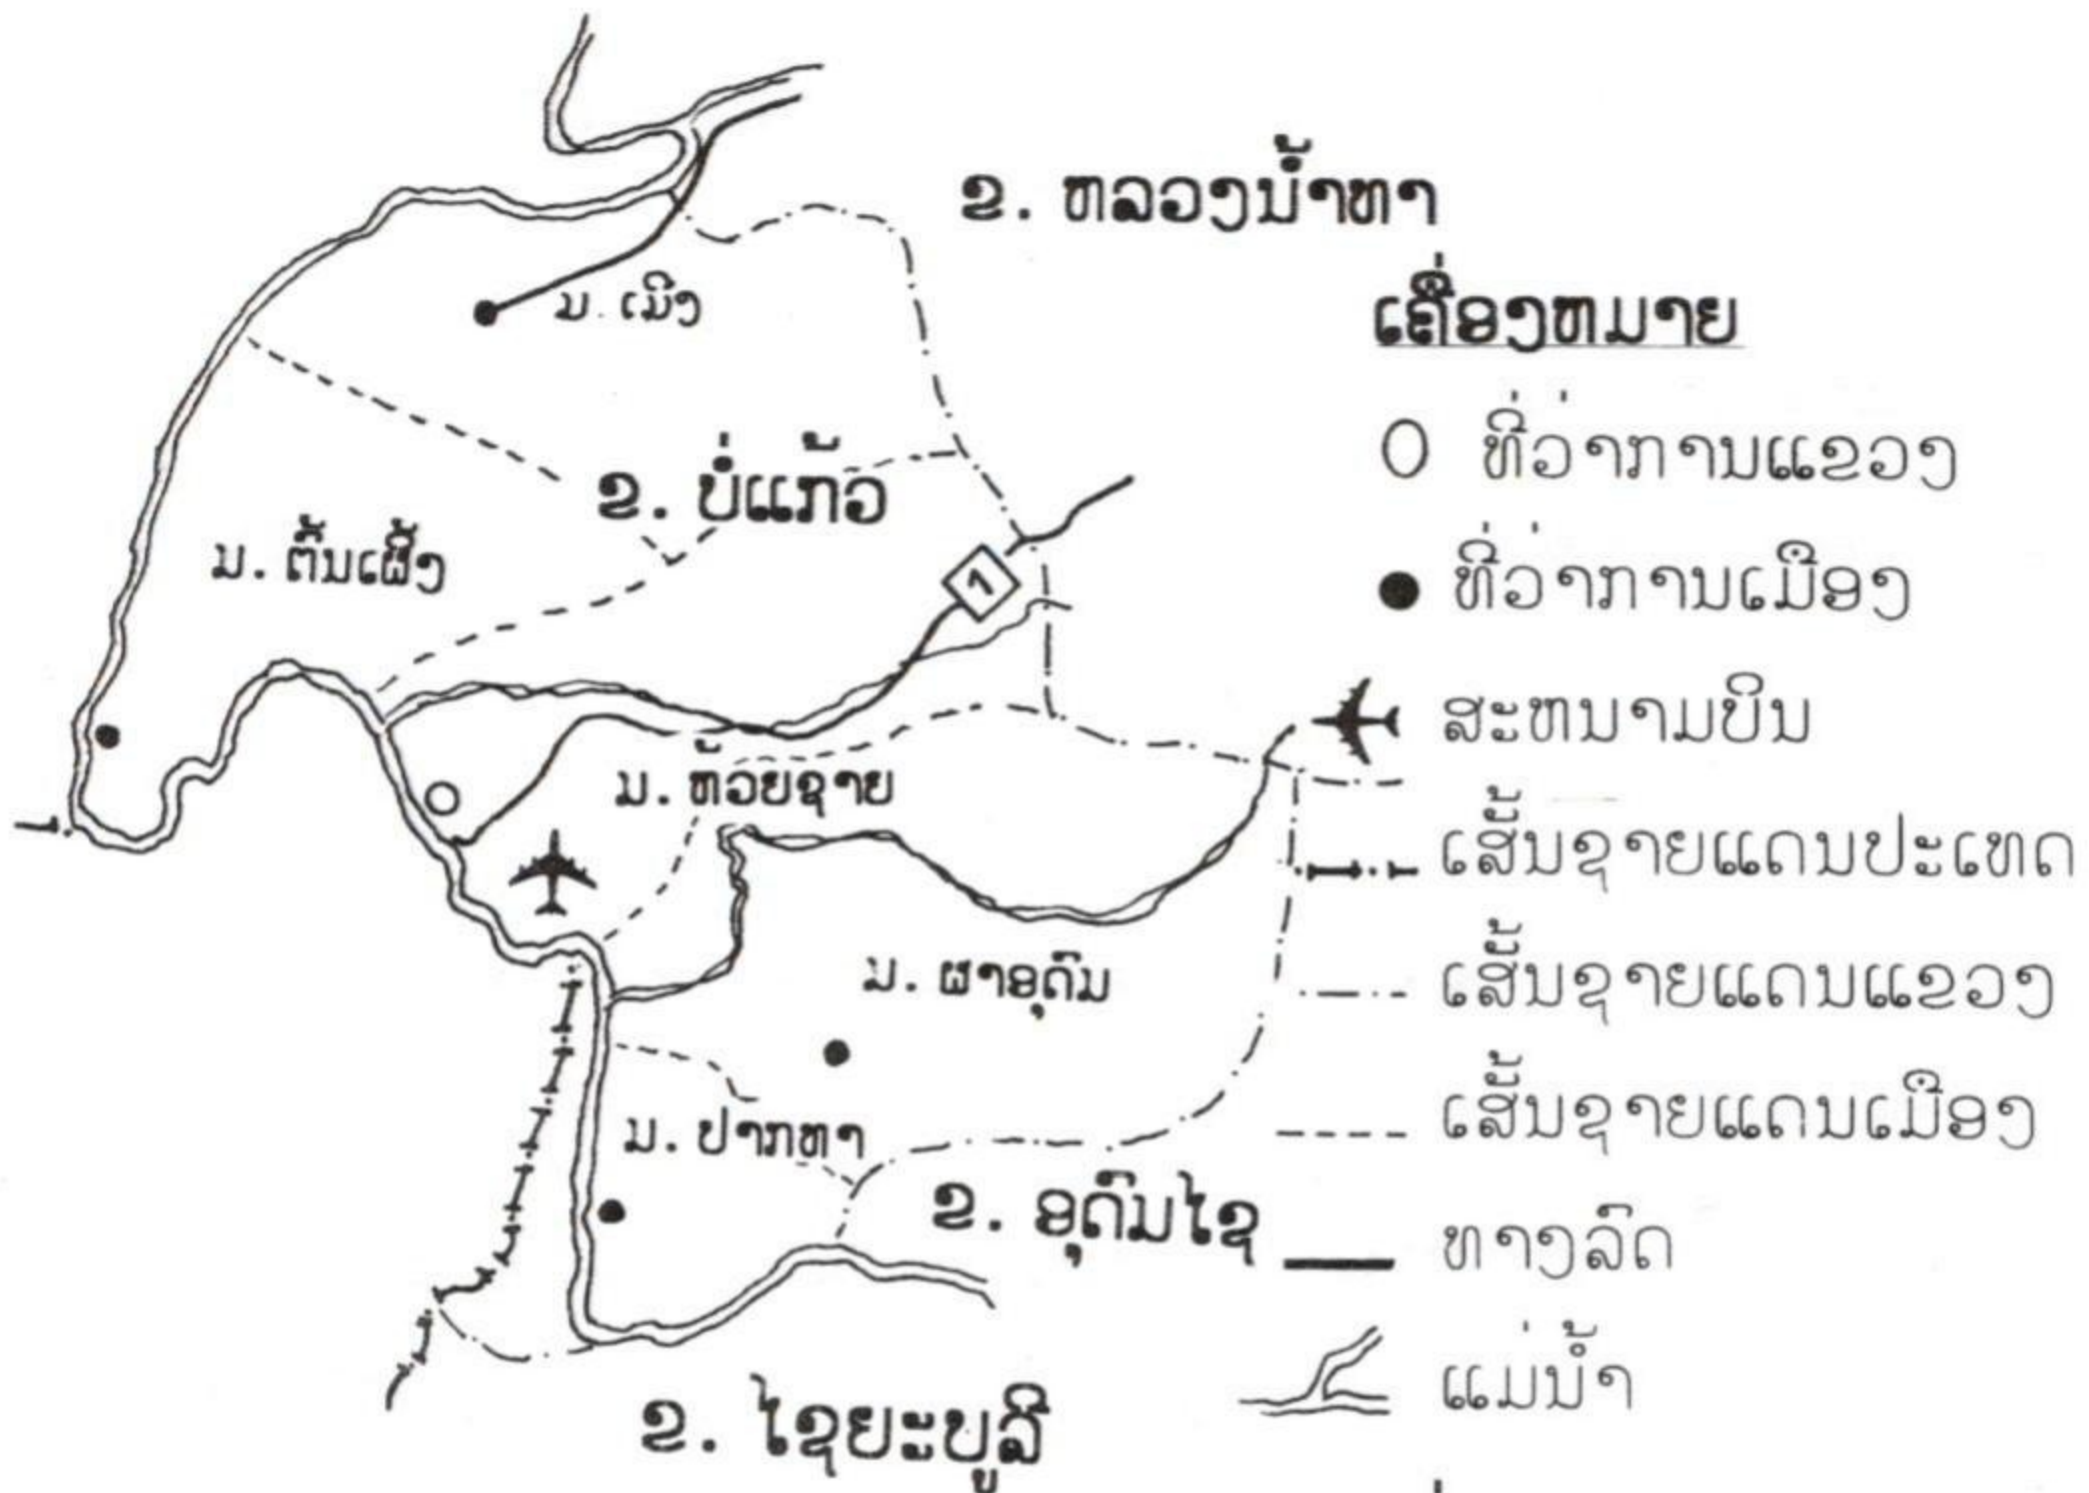 ຂ. ຫລວງນ້ຳທາ
ມ. ເມິງ
ຂ. ບໍ່ແກ້ວ
ມ. ຕົ້ນເຜິ້ງ
1
ມ. ຫ້ວຍຊາຍ
ມ. ຜາອຸດົມ
ມ. ປາກທາ
ຂ. ອຸດົມໄຊ
ຂ. ໄຊຍະບູລີ
ເຄື່ອງຫມາຍ
ທີ່ວ່າການແຂວງ
ທີ່ວ່າການເມືອງ
ສະຫນາມບິນ
ເສັ້ນຊາຍແດນປະເທດ
ເສັ້ນຊາຍແດນແຂວງ
ເສັ້ນຊາຍແດນເມືອງ
ທາງລົດ
ແມ່ນ້ຳ